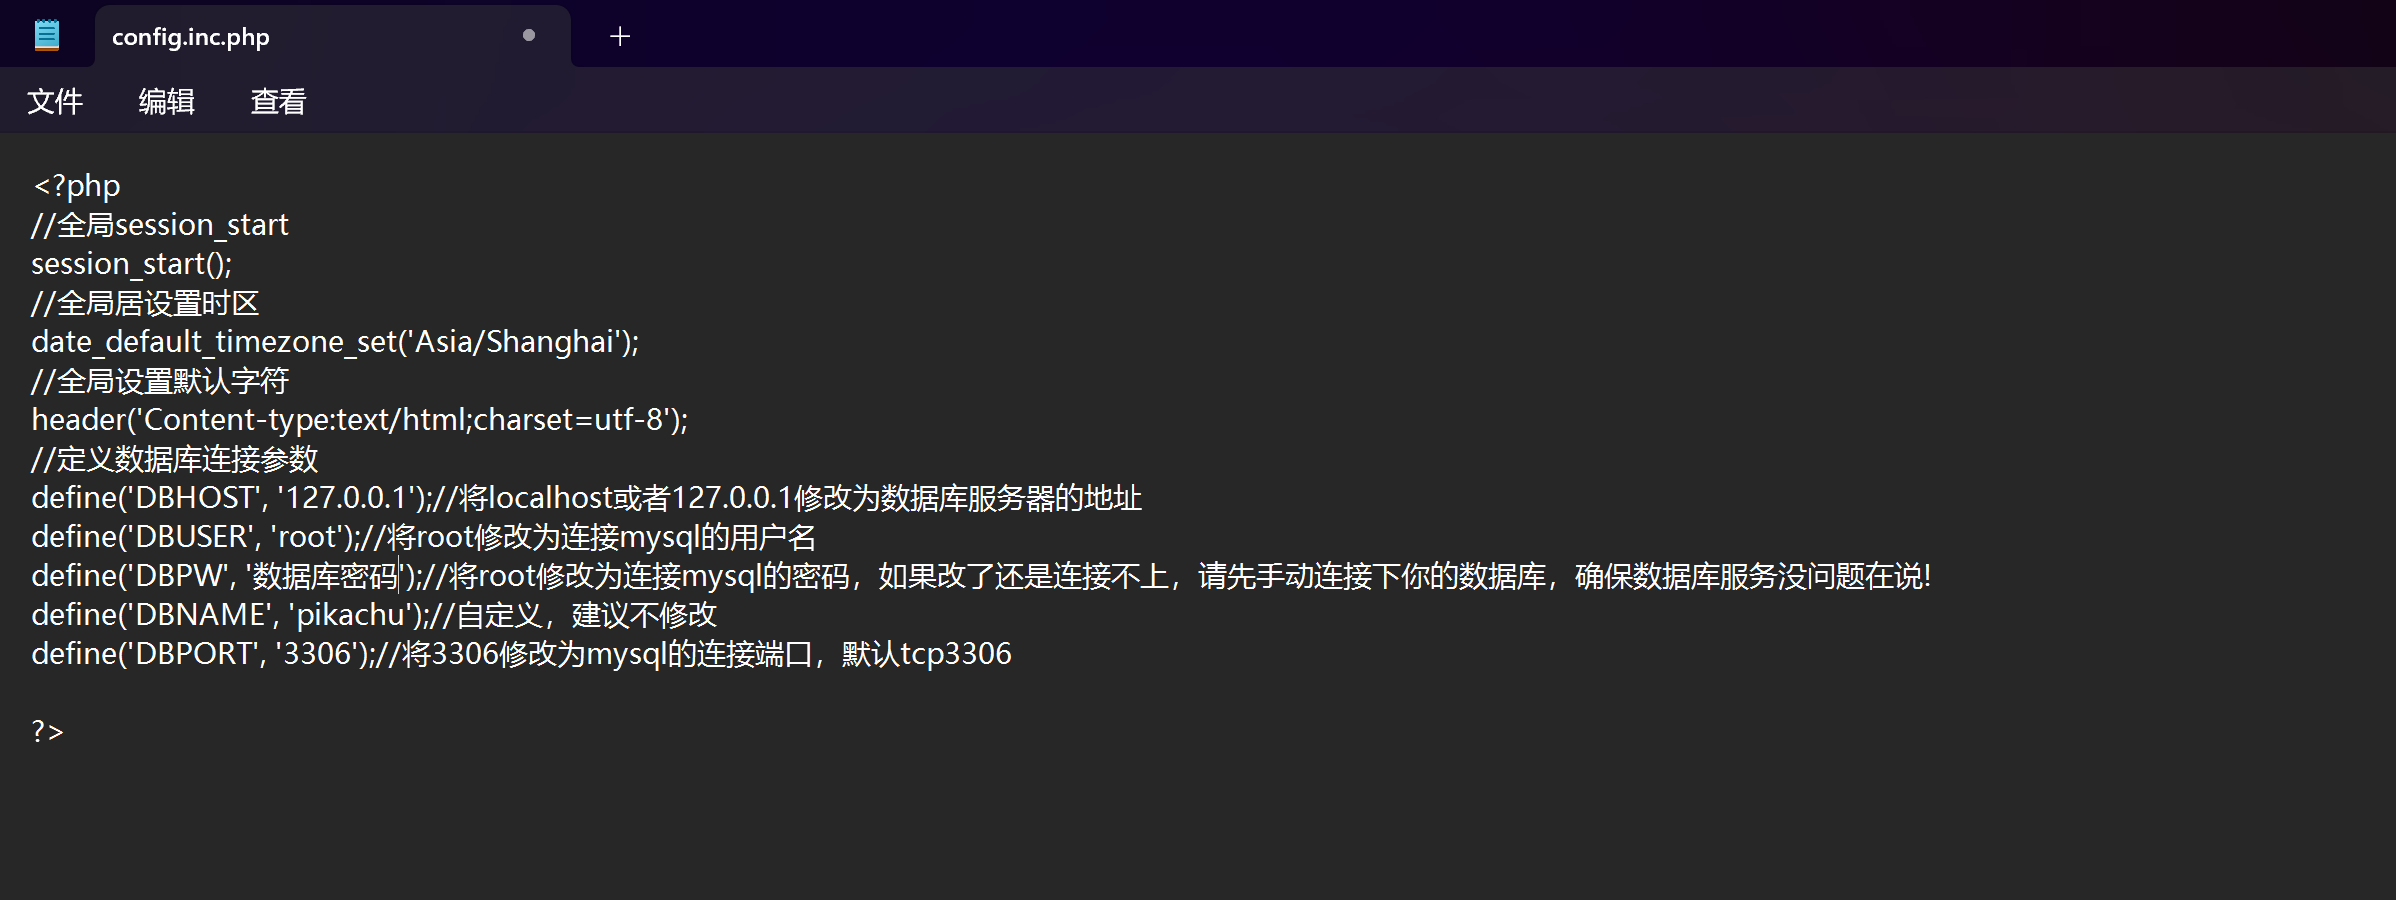 config.inc.php
文件 编辑 查看
<?php
//全局session_start
session_start();
//全局居设置时区
date_default_timezone_set('Asia/Shanghai');
//全局设置默认字符
header('Content-type:text/html;charset=utf-8');
//定义数据库连接参数
define('DBHOST', '127.0.0.1');//将localhost或者127.0.0.1修改为数据库服务器的地址
define('DBUSER', 'root');//将root修改为连接mysql的用户名
define('DBPW', '数据库密码');//将root修改为连接mysql的密码，如果改了还是连接不上，请先手动连接下你的数据库，确保数据库服务没问题在说!
define('DBNAME', 'pikachu');//自定义，建议不修改
define('DBPORT', '3306');//将3306修改为mysql的连接端口，默认tcp3306
?>